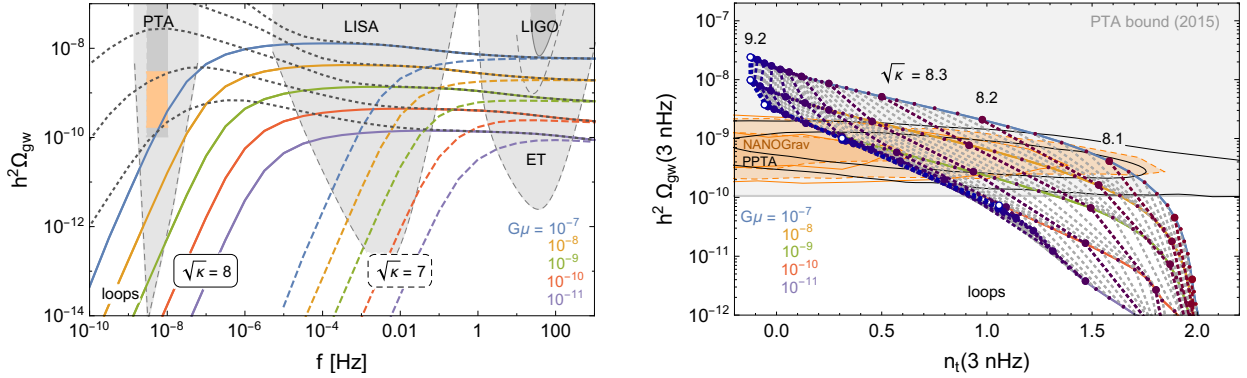 PTA
LISA
LIGO
ET
loops
√κ = 8
√κ = 7
Gμ = 10⁻⁷
10⁻⁸
10⁻⁹
10⁻¹⁰
10⁻¹¹
h²Ω_gw
10⁻⁸
10⁻¹⁰
10⁻¹²
10⁻¹⁴
10⁻¹⁰ 10⁻⁸ 10⁻⁶ 10⁻⁴ 0.01 1 100
f [Hz]
PTA bound (2015)
9.2
√κ = 8.3
8.2
8.1
NANOGrav
PPTA
Gμ = 10⁻⁷
10⁻⁸
10⁻⁹
10⁻¹⁰
10⁻¹¹
loops
h² Ω_gw(3 nHz)
10⁻⁷
10⁻⁸
10⁻⁹
10⁻¹⁰
10⁻¹¹
10⁻¹²
0.0 0.5 1.0 1.5 2.0
n_t(3 nHz)